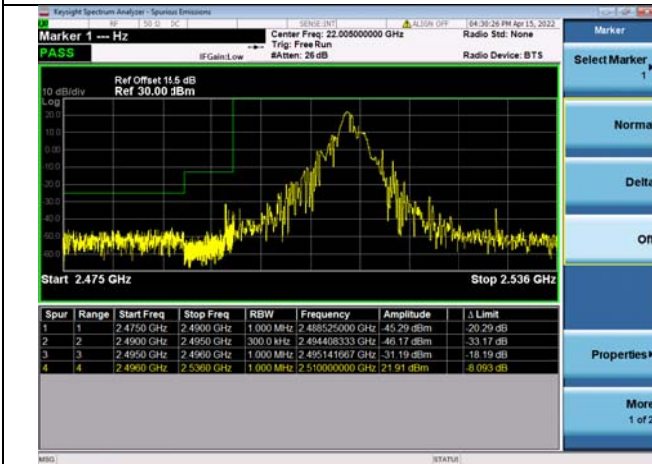 Keysight Spectrum Analyzer - Spurious Emissions
RF 50 Ω DC SENSE:INT ALIGN OFF 04:30:26 PM Apr 15, 2022
Marker 1 --- Hz
Center Freq: 22.005000000 GHz
Radio Std: None
Trig: Free Run
PASS
IFGain:Low
#Atten: 26 dB
Radio Device: BTS
Ref Offset 15.5 dB
10 dB/div
Ref 30.00 dBm
Log
20.0
10.0
0.00
-10.0
-20.0
-30.0
-40.0
-50.0
-60.0
Start 2.475 GHz
Stop 2.536 GHz
Spur Range Start Freq Stop Freq RBW Frequency Amplitude Δ Limit
1 1 2.4750 GHz 2.4900 GHz 1.000 MHz 2.488525000 GHz -45.29 dBm -20.29 dB
2 2 2.4900 GHz 2.4950 GHz 300.0 kHz 2.494408333 GHz -46.17 dBm -33.17 dB
3 3 2.4950 GHz 2.4960 GHz 1.000 MHz 2.495141667 GHz -31.19 dBm -18.19 dB
4 4 2.4960 GHz 2.5360 GHz 1.000 MHz 2.510000000 GHz 21.91 dBm -8.093 dB
MSG
STATUS
Marker
Select Marker
1
Norma
Delta
Of
Properties
More
1 of 2